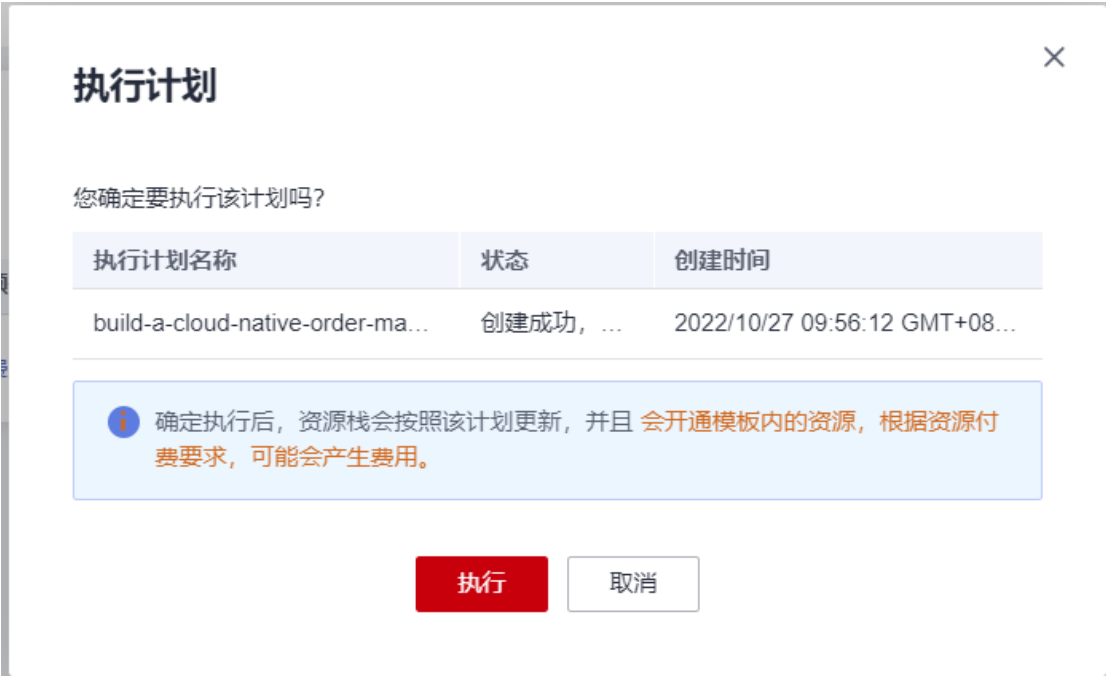 执行计划
您确定要执行该计划吗?
执行计划名称 状态 创建时间
build-a-cloud-native-order-ma... 创建成功，... 2022/10/27 09:56:12 GMT+08...
确定执行后，资源栈会按照该计划更新，并且 会开通模板内的资源，根据资源付
费要求，可能会产生费用。
执行 取消